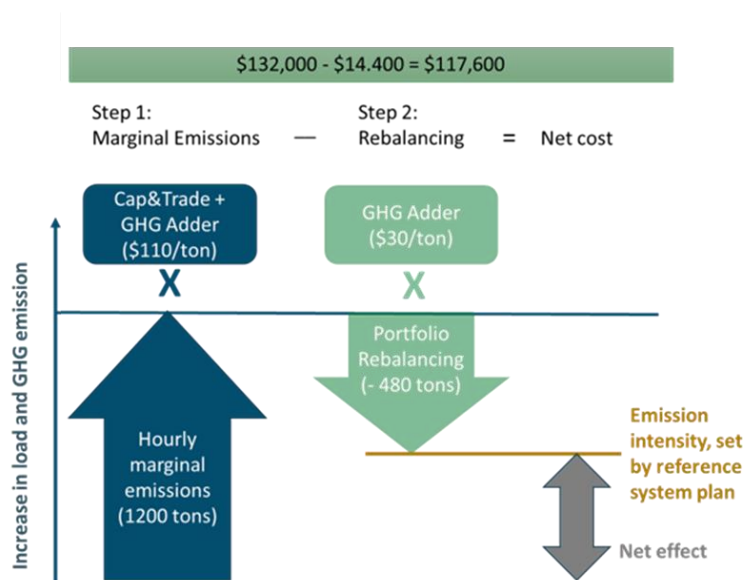 $132,000 - $14.400 = $117,600
Step 1:
Marginal Emissions
—
Step 2:
Rebalancing
=
Net cost
Cap&Trade +
GHG Adder
($110/ton)
GHG Adder
($30/ton)
X
X
Increase in load and GHG emission
Portfolio
Rebalancing
(- 480 tons)
Hourly
marginal
emissions
(1200 tons)
Emission
intensity, set
by reference
system plan
Net effect